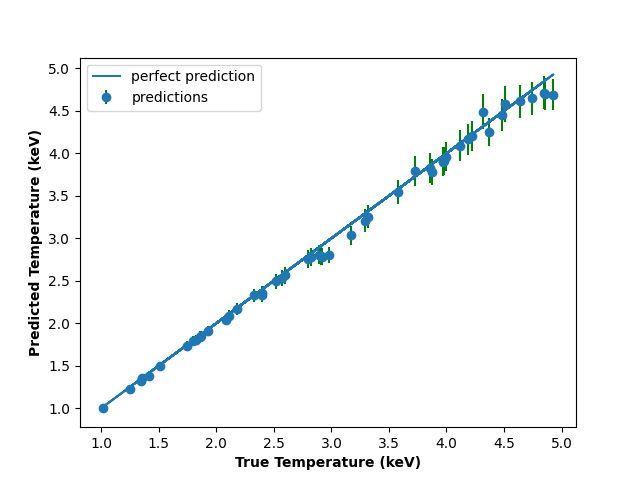 perfect prediction
predictions
5.0
4.5
4.0
3.5
3.0
2.5
2.0
1.5
1.0
Predicted Temperature (keV)
1.0 1.5 2.0 2.5 3.0 3.5 4.0 4.5 5.0
True Temperature (keV)